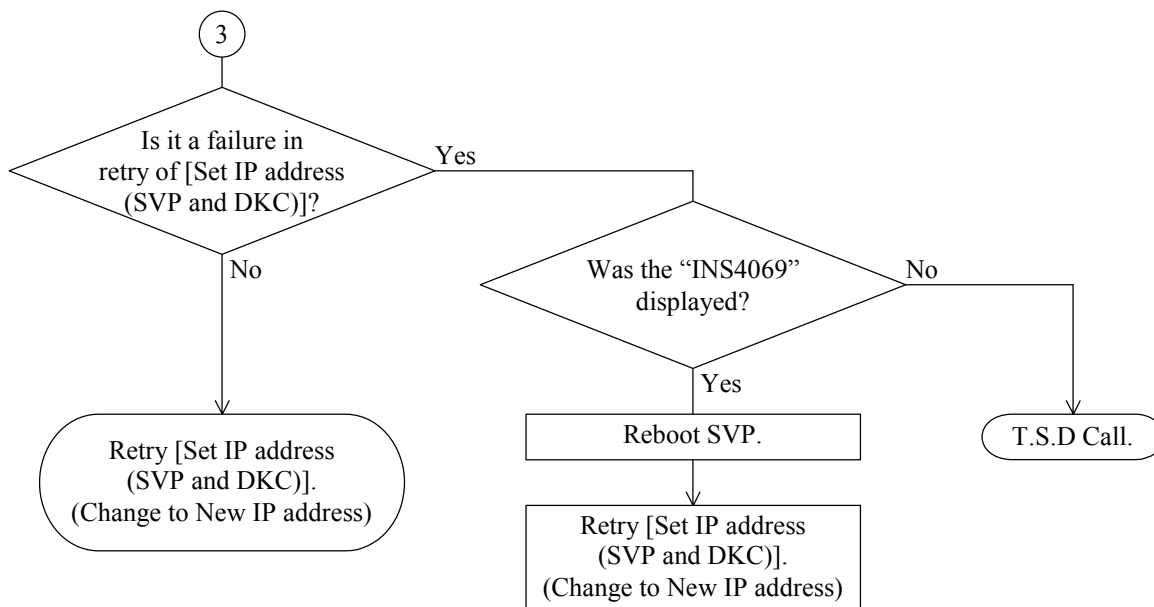 3
Is it a failure in
retry of [Set IP address
(SVP and DKC)]?
Yes
No
Was the “INS4069”
displayed?
No
Yes
Retry [Set IP address
(SVP and DKC)].
(Change to New IP address)
Reboot SVP.
T.S.D Call.
Retry [Set IP address
(SVP and DKC)].
(Change to New IP address)